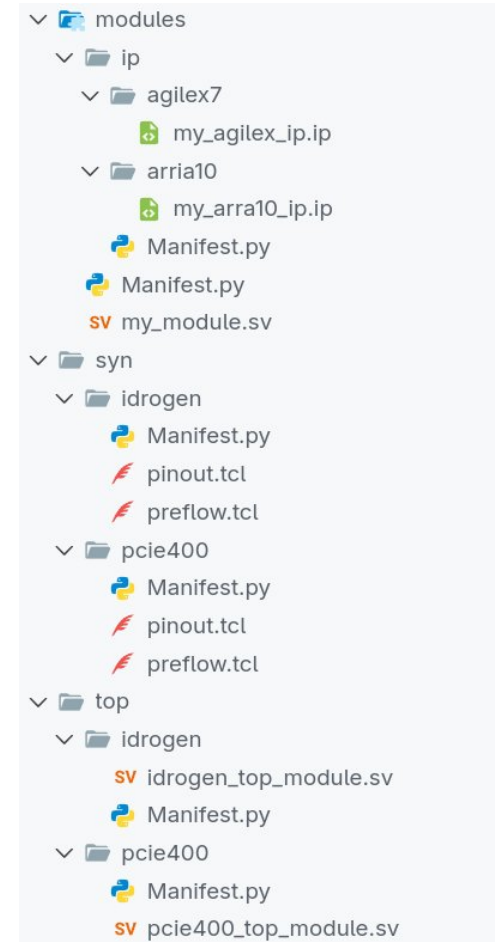 modules
ip
agilex7
my_agilex_ip.ip
arria10
my_arra10_ip.ip
Manifest.py
Manifest.py
SV my_module.sv
syn
idrogen
Manifest.py
pinout.tcl
preflow.tcl
pcie400
Manifest.py
pinout.tcl
preflow.tcl
top
idrogen
SV idrogen_top_module.sv
Manifest.py
pcie400
Manifest.py
SV pcie400_top_module.sv